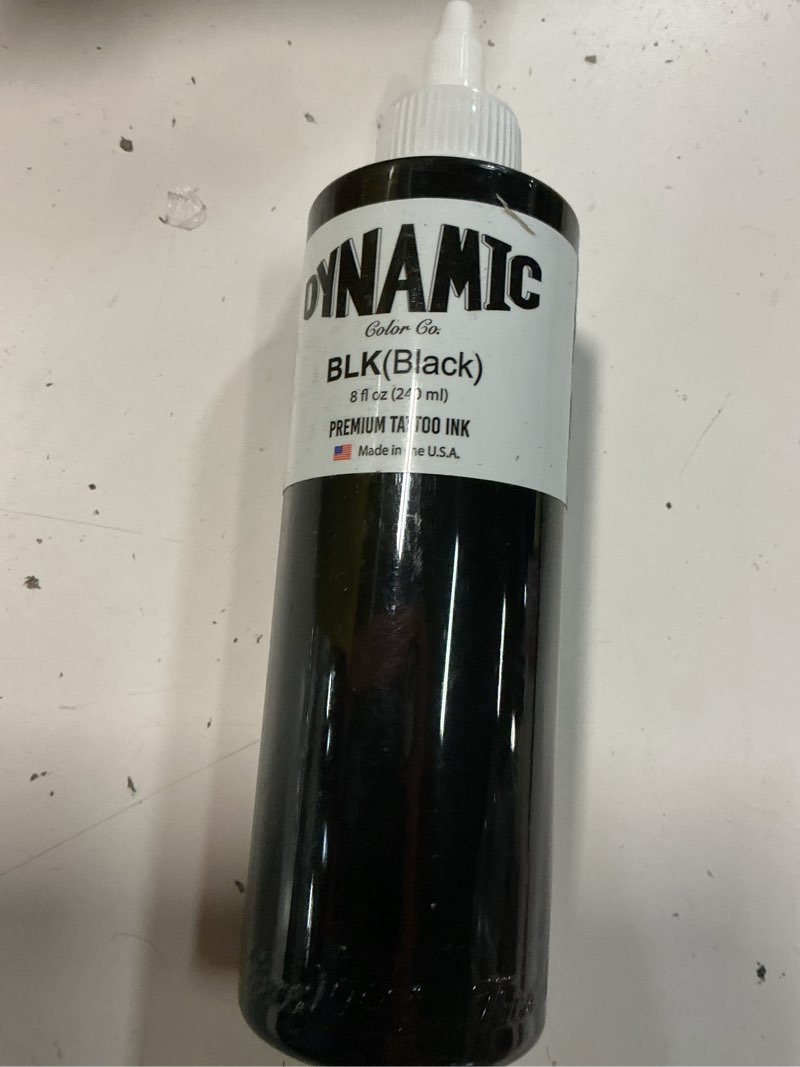 DYNAMIC
Color Co.
BLK(Black)
8 fl oz (240 ml)
PREMIUM TATTOO INK
Made in the U.S.A.